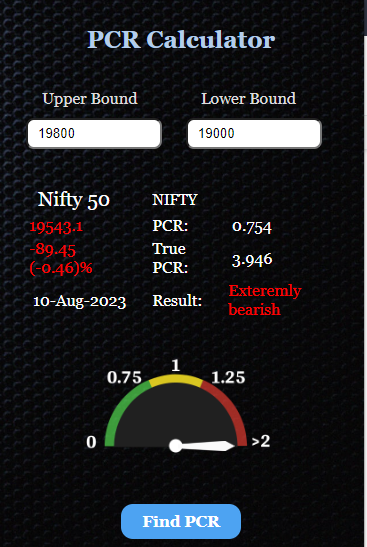 PCR Calculator
Upper Bound Lower Bound
19800 19000
Nifty 50 NIFTY
19543.1 PCR: 0.754
-89.45 True
(-0.46)% PCR: 3.946
10-Aug-2023 Result: Exteremly
bearish
1
0.75 1.25
0 >2
Find PCR